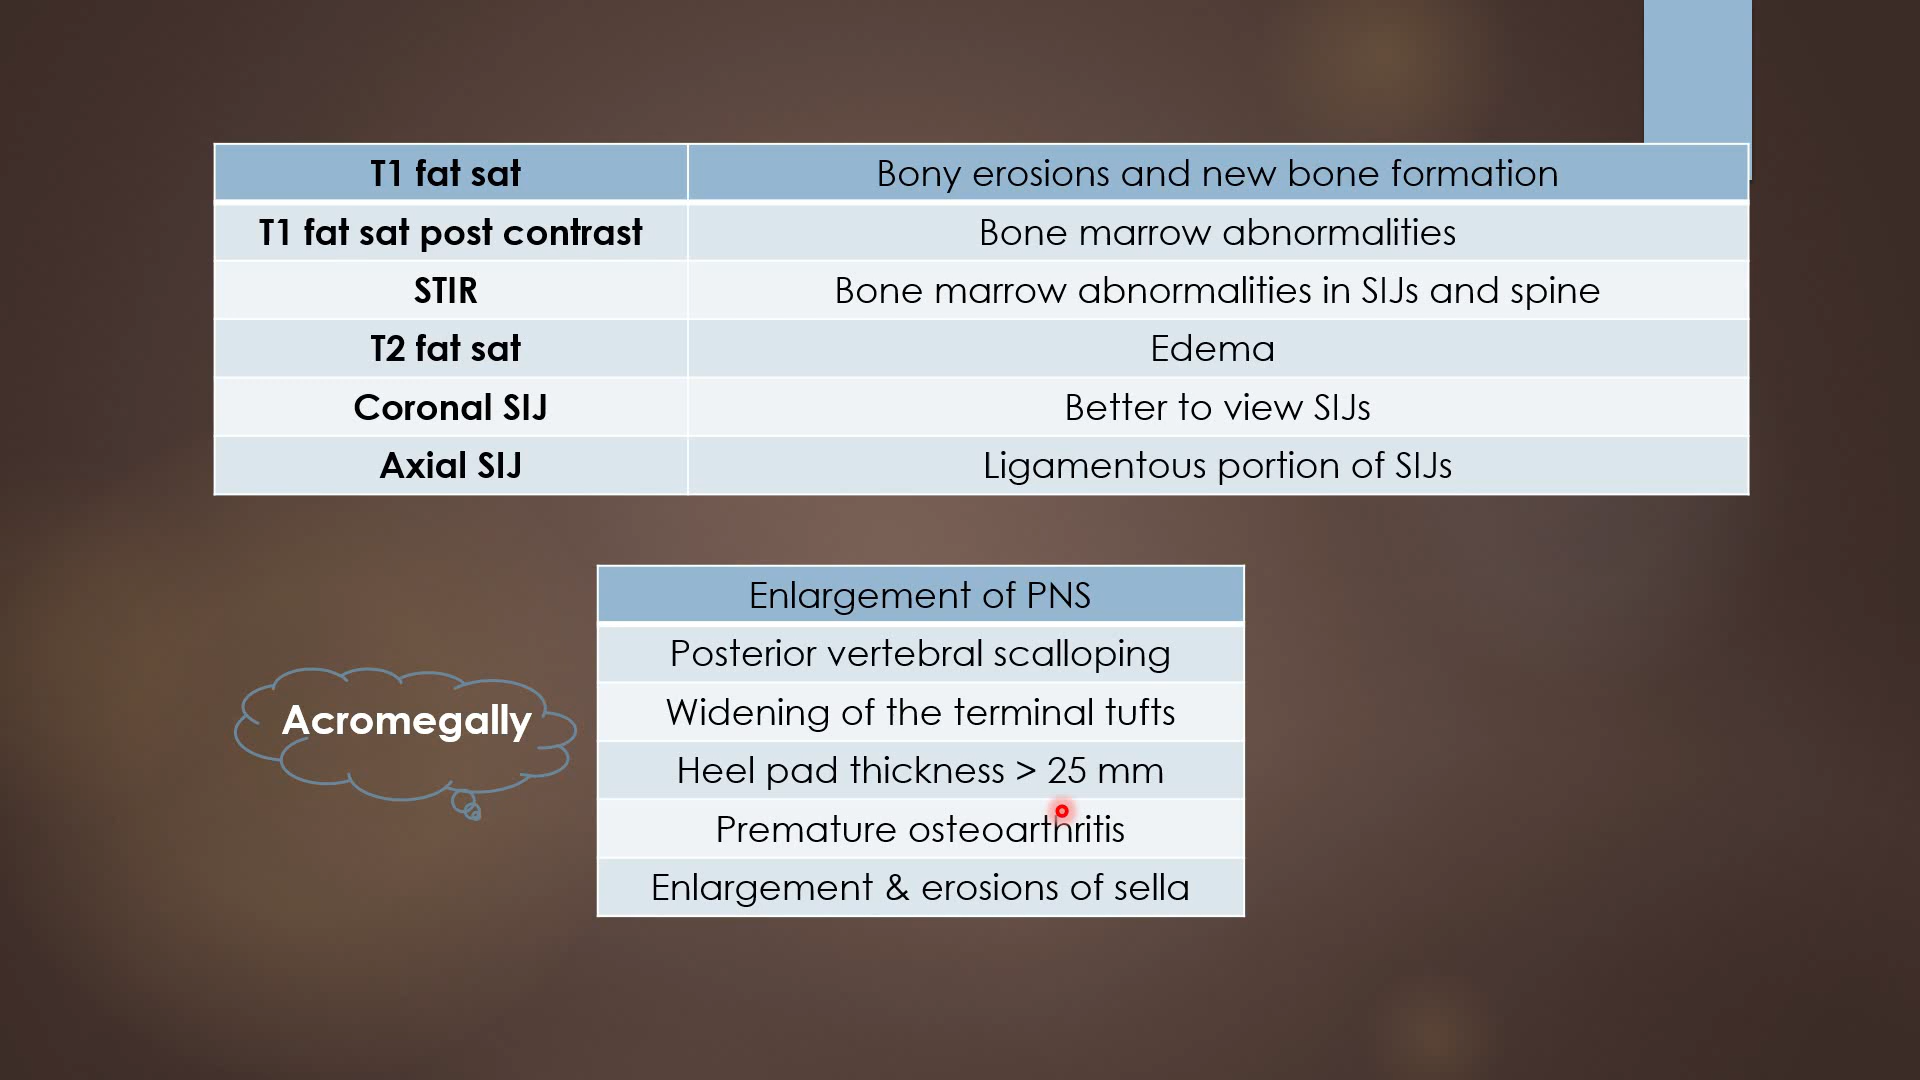 T1 fat sat Bony erosions and new bone formation
T1 fat sat post contrast Bone marrow abnormalities
STIR Bone marrow abnormalities in SIJs and spine
T2 fat sat Edema
Coronal SIJ Better to view SIJs
Axial SIJ Ligamentous portion of SIJs
Acromegally
Enlargement of PNS
Posterior vertebral scalloping
Widening of the terminal tufts
Heel pad thickness > 25 mm
Premature osteoarthritis
Enlargement & erosions of sella